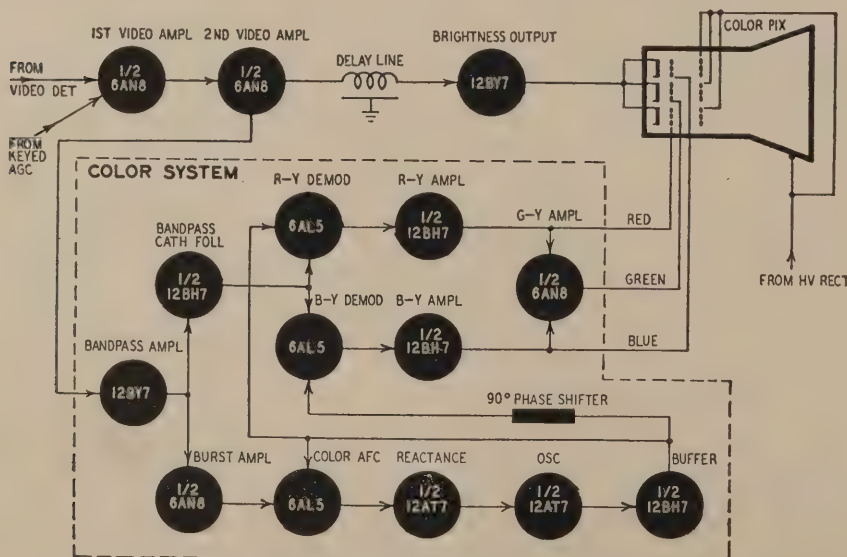 1ST VIDEO AMPL
2ND VIDEO AMPL
DELAY LINE
BRIGHTNESS OUTPUT
COLOR PIX
FROM
VIDEO DET
1/2
6AN8
1/2
6AN8
12BY7
FROM
KEYED
AGC
COLOR SYSTEM
R-Y DEMOD
R-Y AMPL
G-Y AMPL
RED
BANDPASS
CATH FOLL
6AL5
1/2
12BH7
1/2
12BH7
1/2
6AN8
GREEN
FROM HV RECT
B-Y DEMOD
B-Y AMPL
6AL5
1/2
12BH7
BLUE
BANDPASS AMPL
12BY7
90° PHASE SHIFTER
BURST AMPL
COLOR AFC
REACTANCE
OSC
BUFFER
1/2
6AN8
6AL5
1/2
12AT7
1/2
12AT7
1/2
12BH7